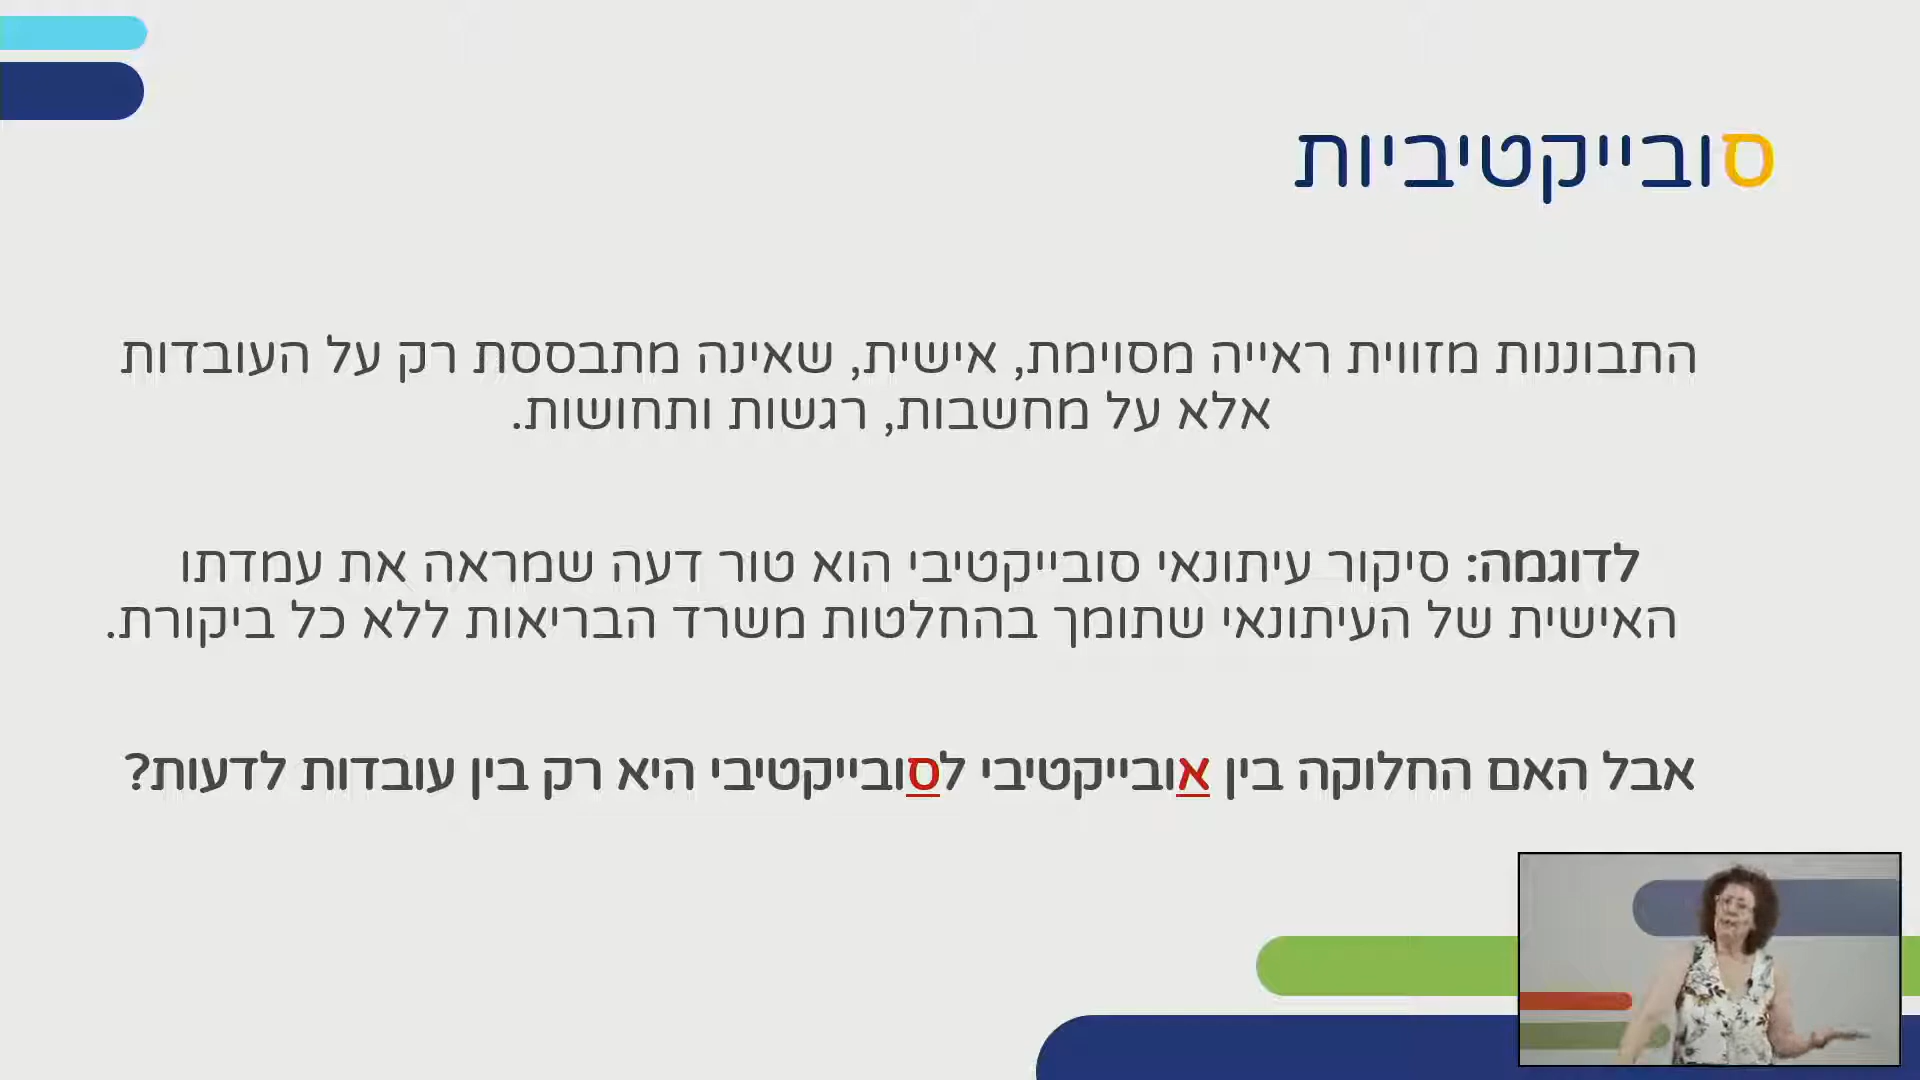 סובייקטיביות
התבוננות מזווית ראייה מסוימת, אישית, שאינה מתבססת רק על העובדות
אלא על מחשבות, רגשות ותחושות.
לדוגמה: סיקור עיתונאי סובייקטיבי הוא טור דעה שמראה את עמדתו
האישית של העיתונאי שתומך בהחלטות משרד הבריאות ללא כל ביקורת.
אבל האם החלוקה בין אובייקטיבי לסובייקטיבי היא רק בין עובדות לדעות?